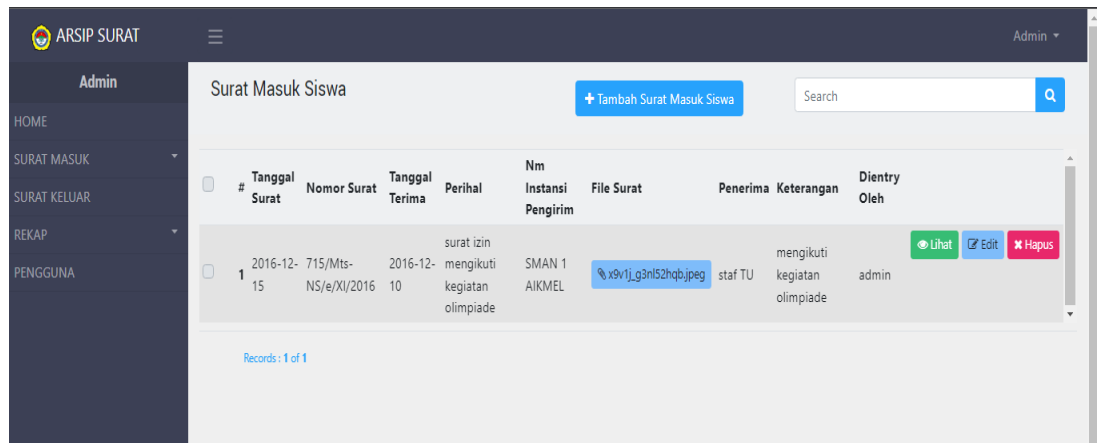 ARSIP SURAT
Admin
Admin
HOME
SURAT MASUK
SURAT KELUAR
REKAP
PENGGUNA
Surat Masuk Siswa
Tambah Surat Masuk Siswa
Search
#
Tanggal
Surat
Nomor Surat
Tanggal
Terima
Perihal
Nm
Instansi
Pengirim
File Surat
Penerima
Keterangan
Dientry
Oleh
1
2016-12-
15
715/Mts-
NS/e/XI/2016
2016-12-
10
surat izin
mengikuti
kegiatan
olimpiade
SMAN 1
AIKMEL
x9v1j_g3nl52hqb.jpeg
staf TU
mengikuti
kegiatan
olimpiade
admin
Lihat
Edit
Hapus
Records : 1 of 1